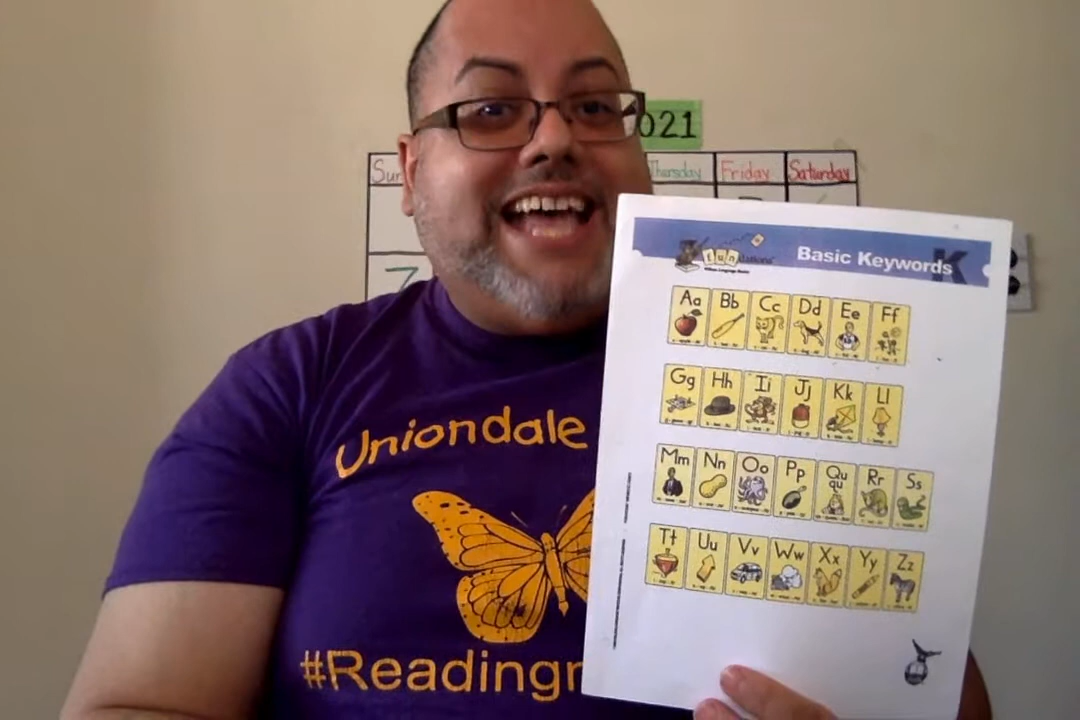 2021
Sun
Thursday
Friday
Saturday
7
Uniondale
#Reading
fundations
Basic Keywords
K
Aa Bb Cc Dd Ee Ff
Gg Hh Ii Jj Kk Ll
Mm Nn Oo Pp Qu qu Rr Ss
Tt Uu Vv Ww Xx Yy Zz